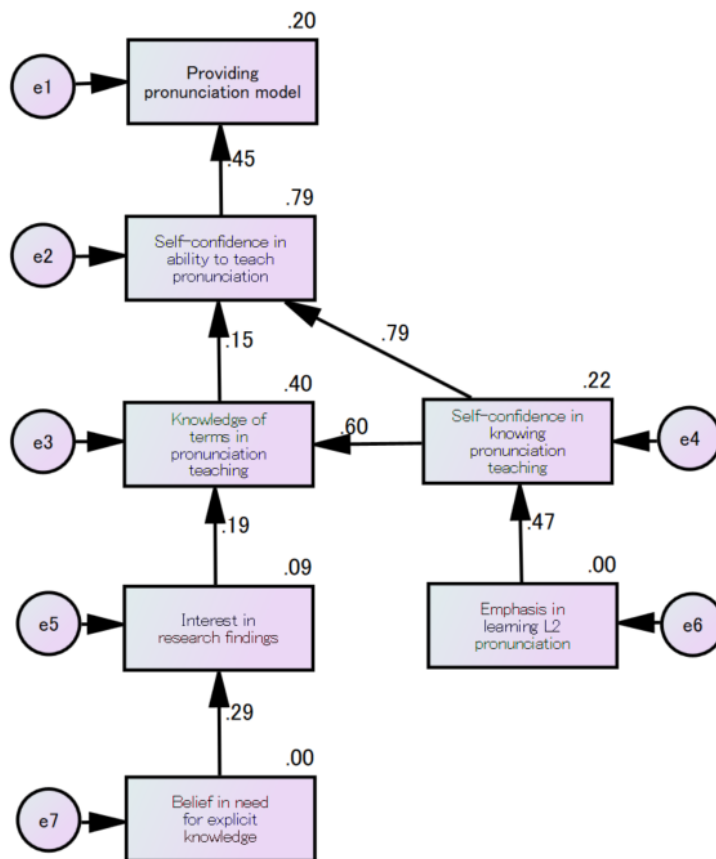 .20
e1
Providing
pronunciation model
.45
.79
e2
Self-confidence in
ability to teach
pronunciation
.79
.15
.40
.22
e3
Knowledge of
terms in
pronunciation
teaching
.60
Self-confidence in
knowing
pronunciation
teaching
e4
.19
.47
.09
.00
e5
Interest in
research findings
Emphasis in
learning L2
pronunciation
e6
.29
.00
e7
Belief in need
for explicit
knowledge